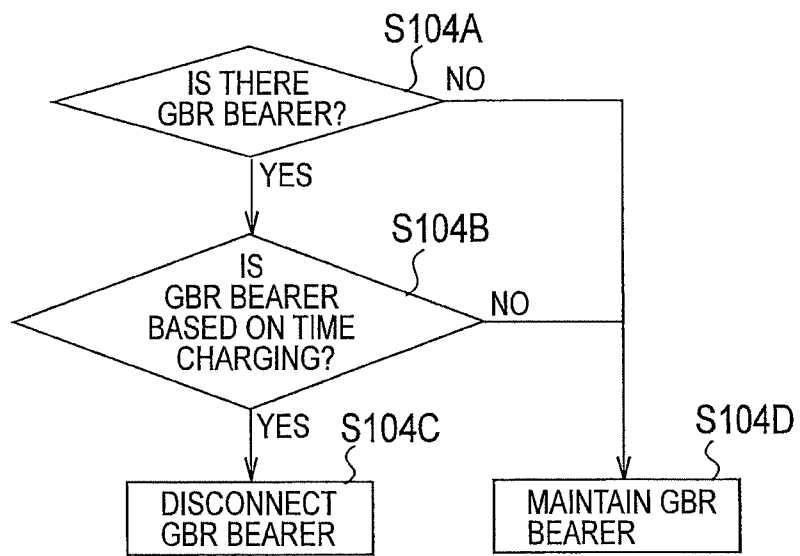 S104A
IS THERE
GBR BEARER?
NO
YES
S104B
IS
GBR BEARER
BASED ON TIME
CHARGING?
NO
YES
S104C
S104D
DISCONNECT
GBR BEARER
MAINTAIN GBR
BEARER